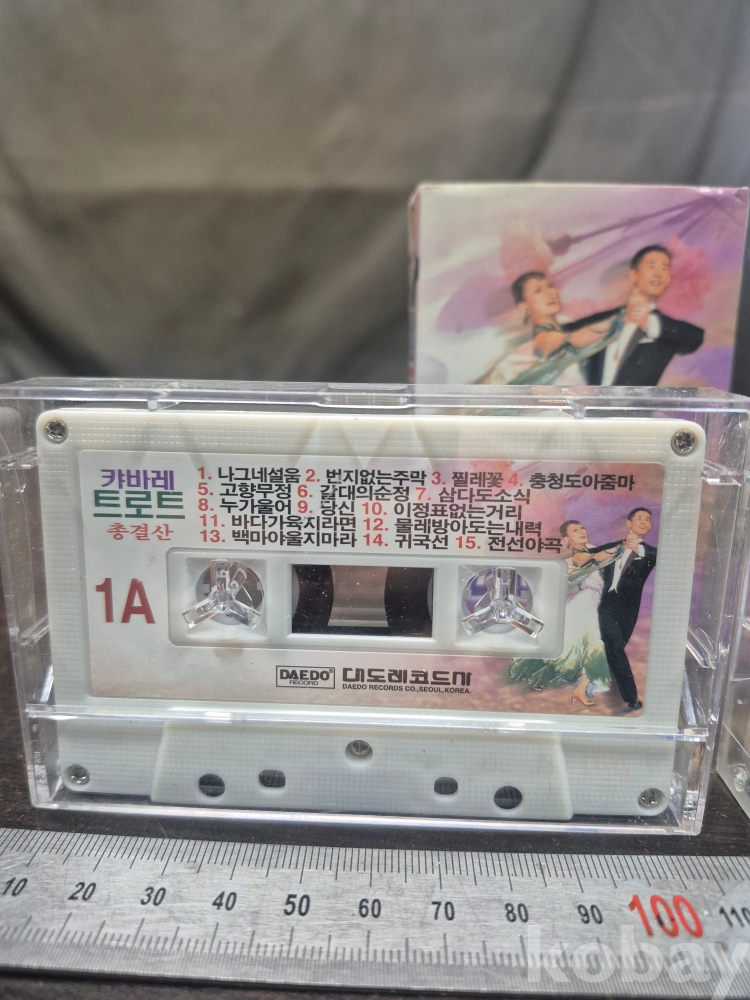 캬바레
트로트
총결산
1A
1. 나그네설움 2. 번지없는주막 3. 찔레꽃 4. 충청도아줌마
5. 고향무정 6. 갈대의순정 7. 삼다도소식
8. 누가울어 9. 당신 10. 이정표없는거리
11. 바다가육지라면 12. 물레방아도는내력
13. 백마야울지마라 14. 귀국선 15. 전선야곡
DAEDO®
RECORD
대도레코드사
DAEDO RECORDS CO., SEOUL, KOREA.
10 20 30 40 50 60 70 80 90 100 110
kobay